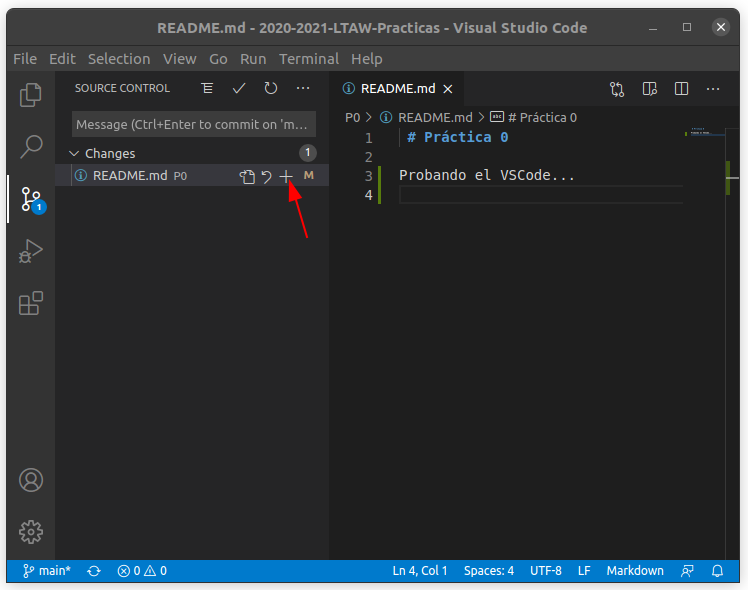 README.md - 2020-2021-LTAW-Practicas - Visual Studio Code
File Edit Selection View Go Run Terminal Help
SOURCE CONTROL
Message (Ctrl+Enter to commit on 'm...
Changes 1
README.md P0 M
1
README.md
P0 > README.md > abc # Práctica 0
1 # Práctica 0
2
3 Probando el VSCode...
4
main* 0 0 Ln 4, Col 1 Spaces: 4 UTF-8 LF Markdown